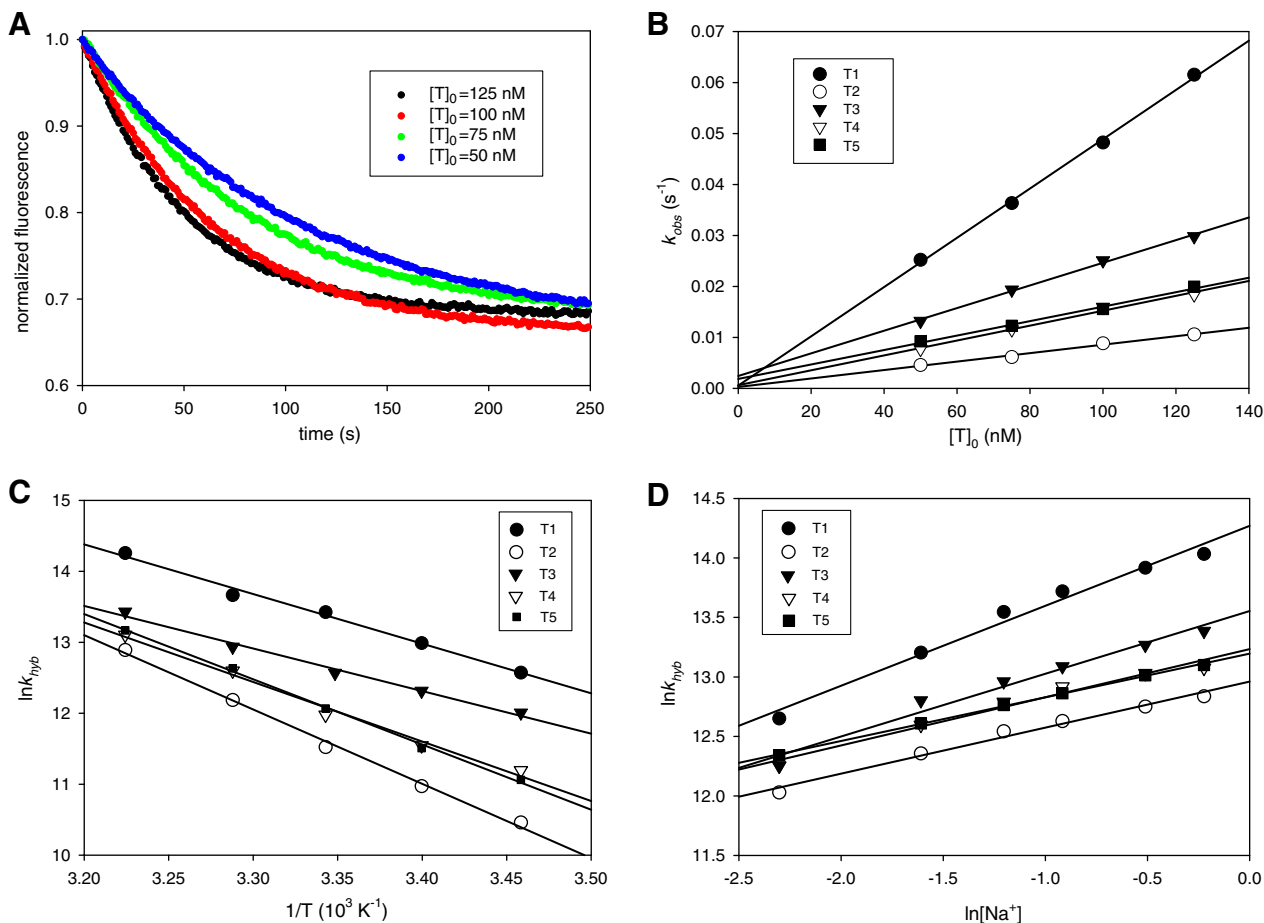 A
1.0
0.9
0.8
0.7
0.6
normalized fluorescence
[T]0=125 nM
[T]0=100 nM
[T]0=75 nM
[T]0=50 nM
0 50 100 150 200 250
time (s)
B
0.07
0.06
0.05
0.04
0.03
0.02
0.01
0.00
kobs (s-1)
T1
T2
T3
T4
T5
0 20 40 60 80 100 120 140
[T]0 (nM)
C
15
14
13
12
11
10
lnkhyb
T1
T2
T3
T4
T5
3.20 3.25 3.30 3.35 3.40 3.45 3.50
1/T (10³ K-1)
D
14.5
14.0
13.5
13.0
12.5
12.0
11.5
lnkhyb
T1
T2
T3
T4
T5
-2.5 -2.0 -1.5 -1.0 -0.5 0.0
ln[Na+]